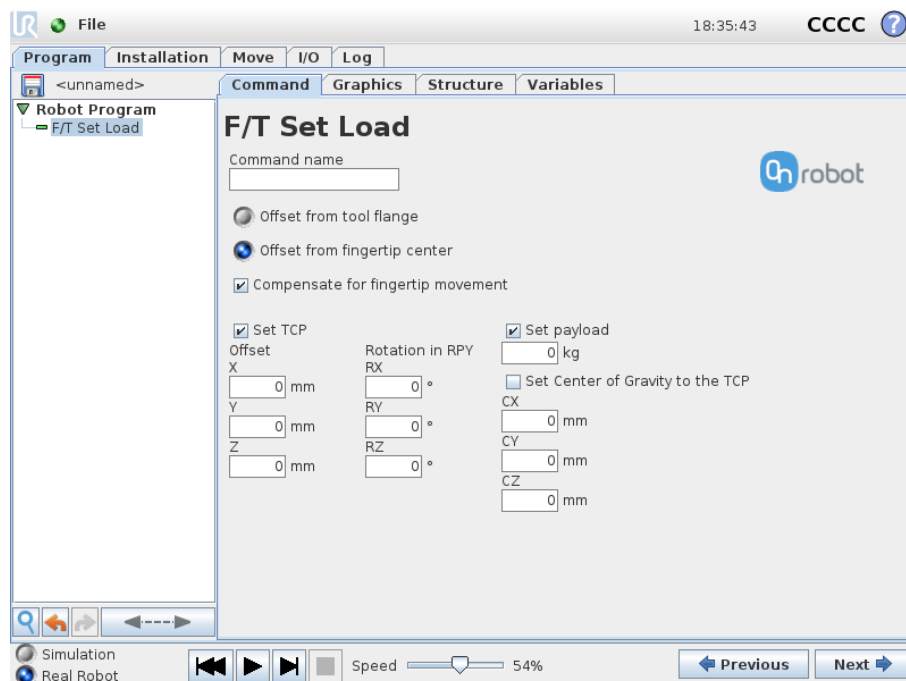 UR File 18:35:43 CCCC ?
Program Installation Move I/O Log
<unnamed> Command Graphics Structure Variables
Robot Program
F/T Set Load
F/T Set Load
Command name
On robot
Offset from tool flange
Offset from fingertip center
Compensate for fingertip movement
Set TCP Set payload
Offset Rotation in RPY 0 kg
X RX
0 mm 0 ° Set Center of Gravity to the TCP
Y RY CX
0 mm 0 ° 0 mm
Z RZ CY
0 mm 0 ° 0 mm
CZ
0 mm
Simulation
Real Robot
Speed 54% Previous Next